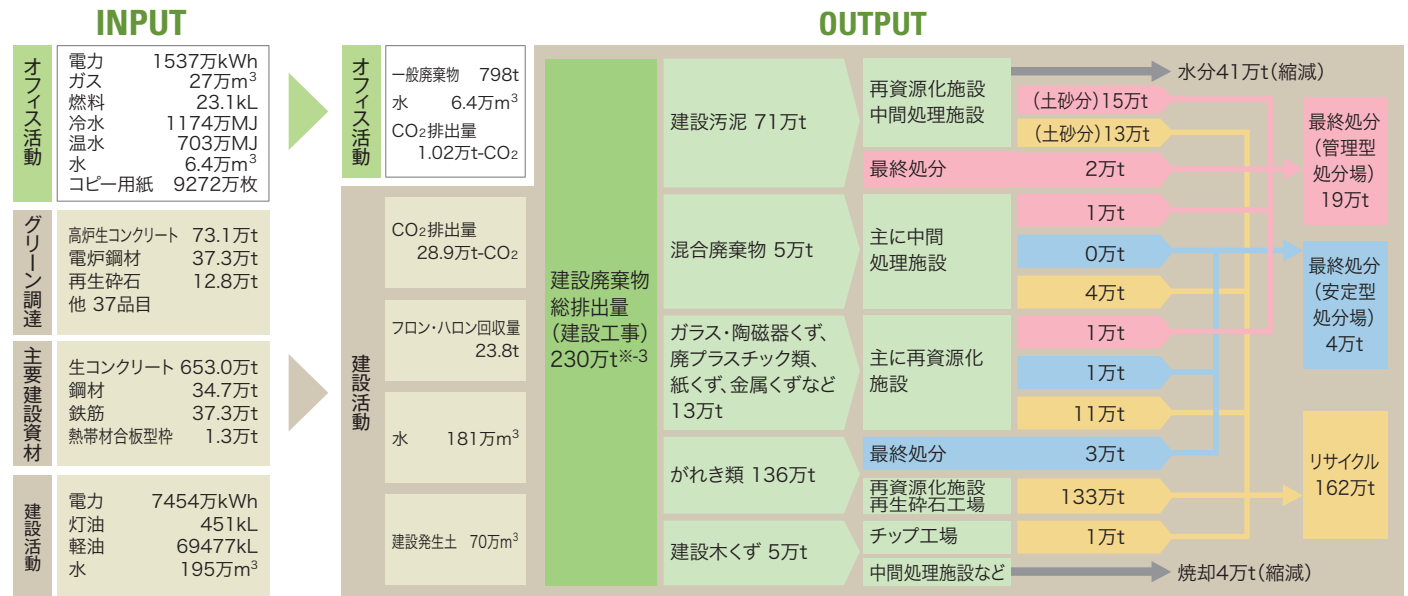 INPUT
OUTPUT
オフィス活動
電力 1537万kWh
ガス 27万m³
燃料 23.1kL
冷水 1174万MJ
温水 703万MJ
水 6.4万m³
コピー用紙 9272万枚
グリーン調達
高炉生コンクリート 73.1万t
電炉鋼材 37.3万t
再生砕石 12.8万t
他 37品目
主要建設資材
生コンクリート 653.0万t
鋼材 34.7万t
鉄筋 37.3万t
熱帯材合板型枠 1.3万t
建設活動
電力 7454万kWh
灯油 451kL
軽油 69477kL
水 195万m³
オフィス活動
一般廃棄物 798t
水 6.4万m³
CO₂排出量
1.02万t-CO₂
建設活動
CO₂排出量
28.9万t-CO₂
フロン・ハロン回収量
23.8t
水 181万m³
建設発生土 70万m³
建設廃棄物
総排出量
(建設工事)
230万t※-3
建設汚泥 71万t
再資源化施設
中間処理施設
水分41万t(縮減)
(土砂分)15万t
(土砂分)13万t
最終処分 2万t
混合廃棄物 5万t
主に中間
処理施設
1万t
0万t
4万t
ガラス・陶磁器くず、
廃プラスチック類、
紙くず、金属くずなど
13万t
主に再資源化
施設
1万t
1万t
11万t
がれき類 136万t
最終処分 3万t
再資源化施設
再生砕石工場
133万t
建設木くず 5万t
チップ工場
1万t
中間処理施設など
焼却4万t(縮減)
最終処分
(管理型
処分場)
19万t
最終処分
(安定型
処分場)
4万t
リサイクル
162万t